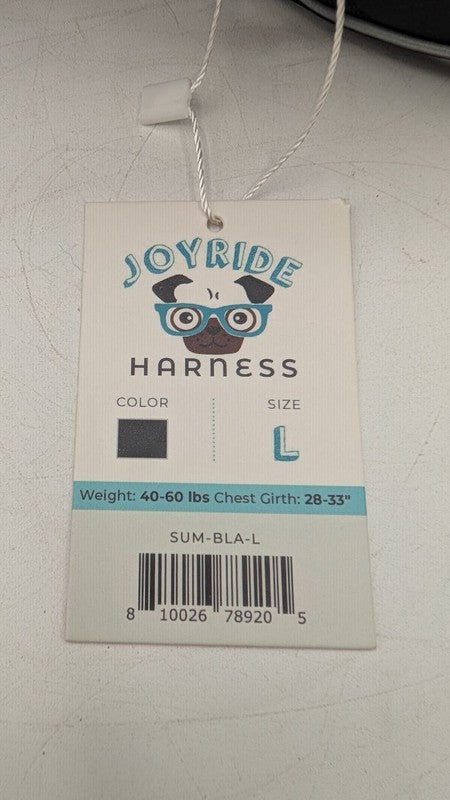 JOYRIDE
HARNESS
COLOR
SIZE
L
Weight: 40-60 lbs Chest Girth: 28-33"
SUM-BLA-L
8 10026 78920 5